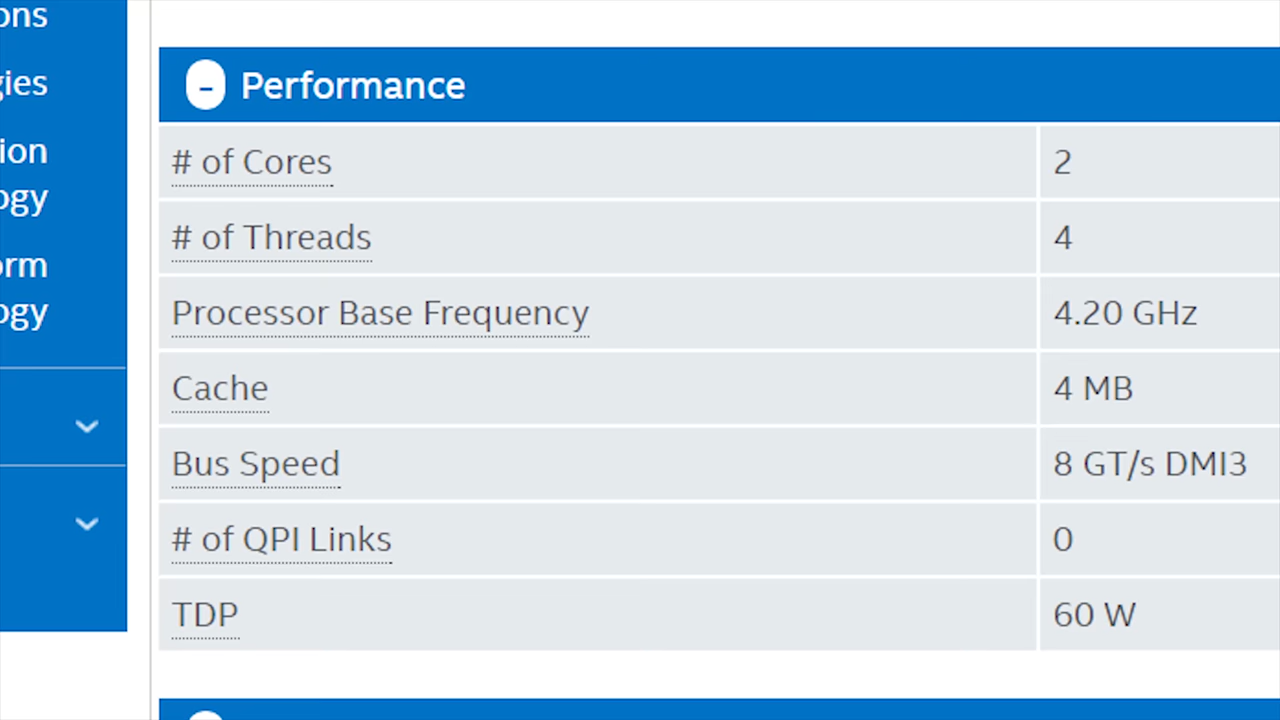 ons
gies
ion
ogy
orm
ogy
- Performance
# of Cores 2
# of Threads 4
Processor Base Frequency 4.20 GHz
Cache 4 MB
Bus Speed 8 GT/s DMI3
# of QPI Links 0
TDP 60 W